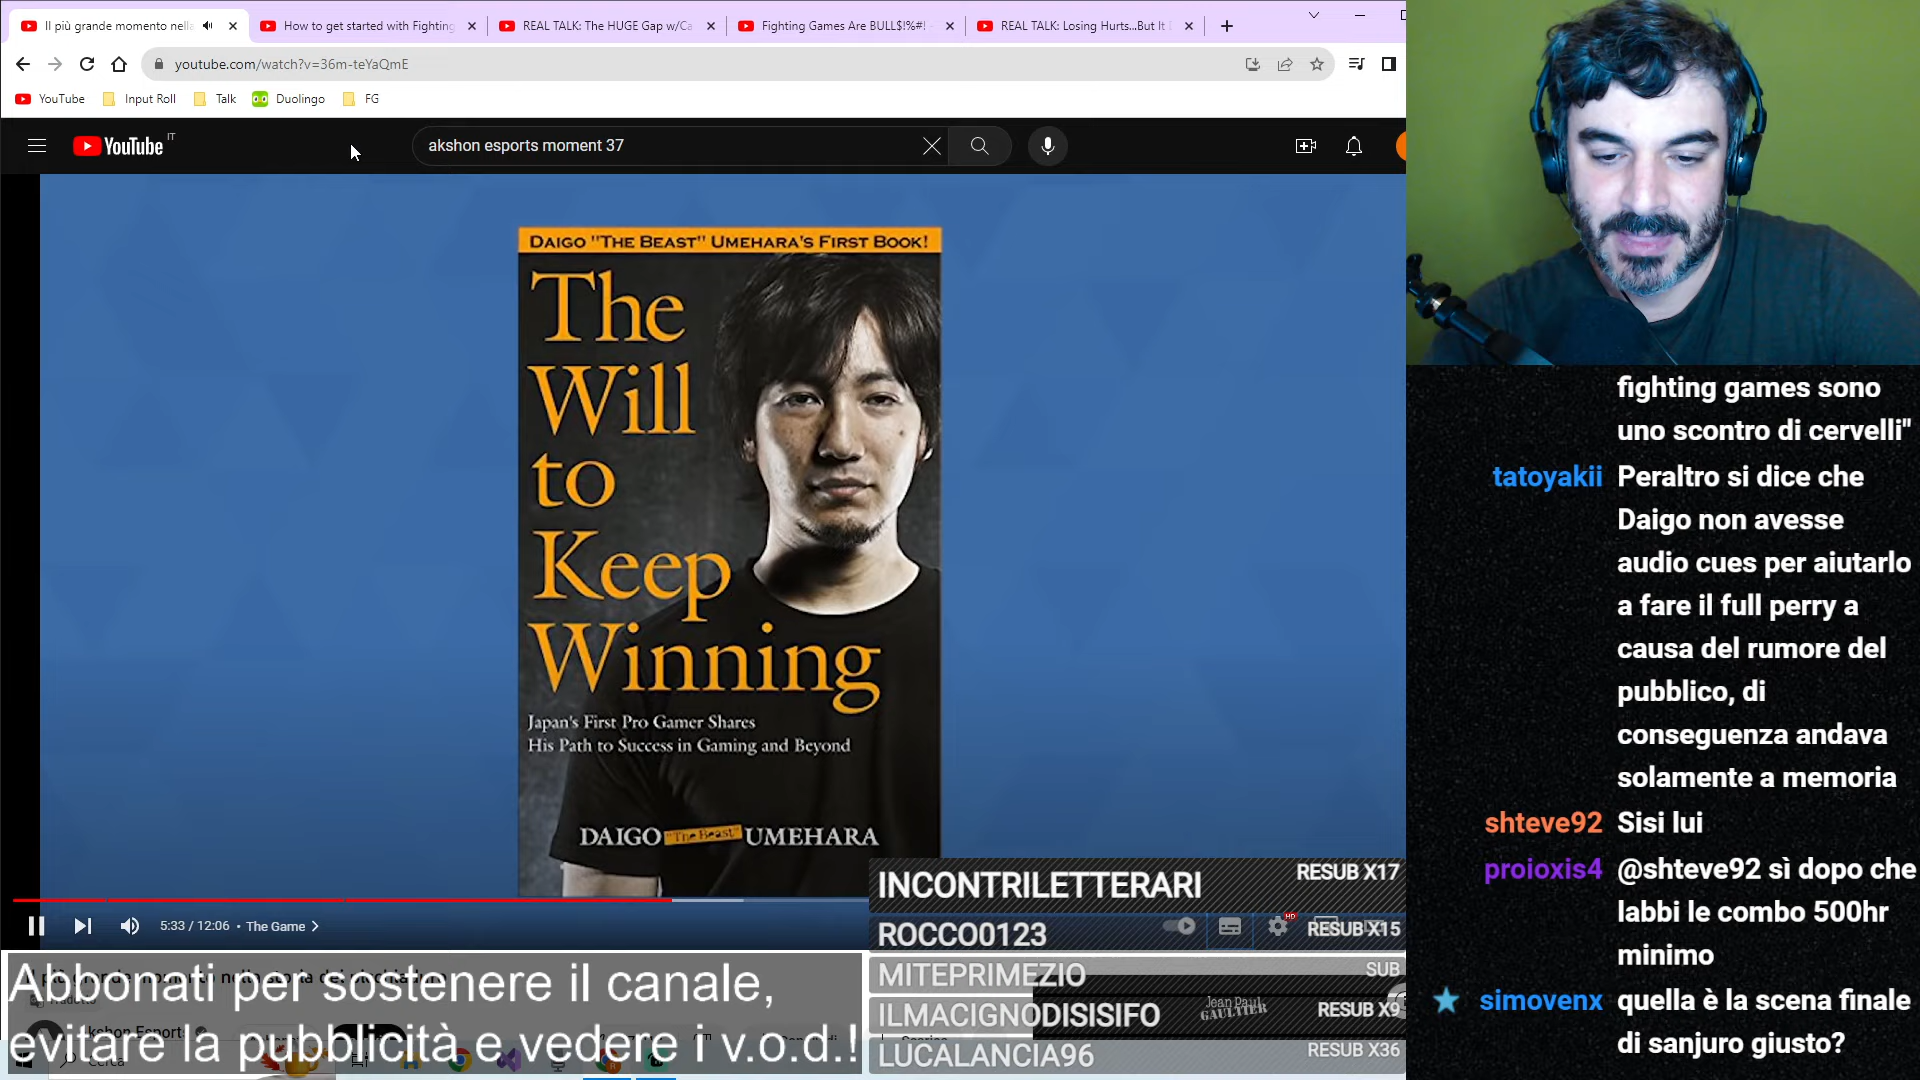 Il più grande momento nella
How to get started with Fighting
REAL TALK: The HUGE Gap w/Ca
Fighting Games Are BULL$!%#!
REAL TALK: Losing Hurts...But It
youtube.com/watch?v=36m-teYaQmE
YouTube
Input Roll
Talk
Duolingo
FG
YouTube IT
akshon esports moment 37
DAIGO "THE BEAST" UMEHARA'S FIRST BOOK!
The
Will
to
Keep
Winning
Japan's First Pro Gamer Shares
His Path to Success in Gaming and Beyond
DAIGO "The Beast" UMEHARA
5:33 / 12:06 • The Game
HD
INCONTRILETTERARI RESUB X17
ROCCO0123 RESUB X15
MITEPRIMEZIO SUB
ILMACIGNODISISIFO RESUB X9
LUCALANCIA96 RESUB X36
Jean Paul
GAULTIER
Abbonati per sostenere il canale,
evitare la pubblicità e vedere i v.o.d.!
Cerca
fighting games sono
uno scontro di cervelli"
tatoyakii Peraltro si dice che
Daigo non avesse
audio cues per aiutarlo
a fare il full perry a
causa del rumore del
pubblico, di
conseguenza andava
solamente a memoria
shteve92 Sisi lui
proioxis4 @shteve92 sì dopo che
labbi le combo 500hr
minimo
simovenx quella è la scena finale
di sanjuro giusto?